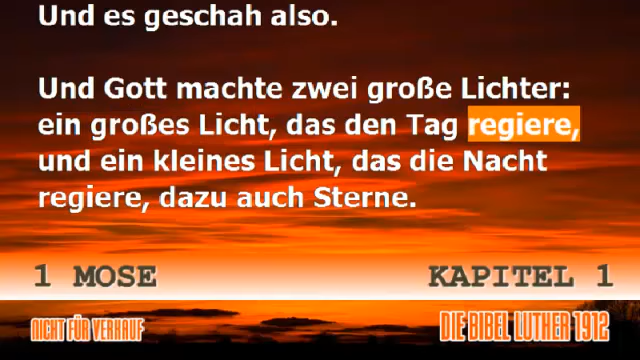 Und es geschah also.
Und Gott machte zwei große Lichter:
ein großes Licht, das den Tag regiere,
und ein kleines Licht, das die Nacht
regiere, dazu auch Sterne.
1 MOSE KAPITEL 1
NICHT FÜR VERKAUF DIE BIBEL LUTHER 1912